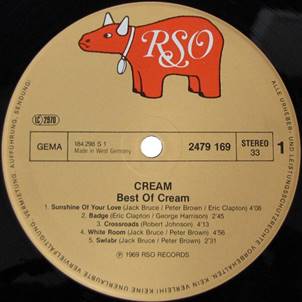 RSO
LC 2970
GEMA
184 298 S 1
Made in West Germany
2479 169
STEREO
33
1
CREAM
Best Of Cream
1. Sunshine Of Your Love (Jack Bruce / Peter Brown / Eric Clapton) 4'08
2. Badge (Eric Clapton / George Harrison) 2'45
3. Crossroads (Robert Johnson) 4'13
4. White Room (Jack Bruce / Peter Brown) 4'56
5. Swlabr (Jack Bruce / Peter Brown) 2'31
℗ 1969 RSO RECORDS
ALLE URHEBER- UND LEISTUNGSSCHUTZRECHTE VORBEHALTEN. KEIN VERLEIH! KEINE UNERLAUBTE VERVIELFÄLTIGUNG, VERMIETUNG, AUFFÜHRUNG, SENDUNG!